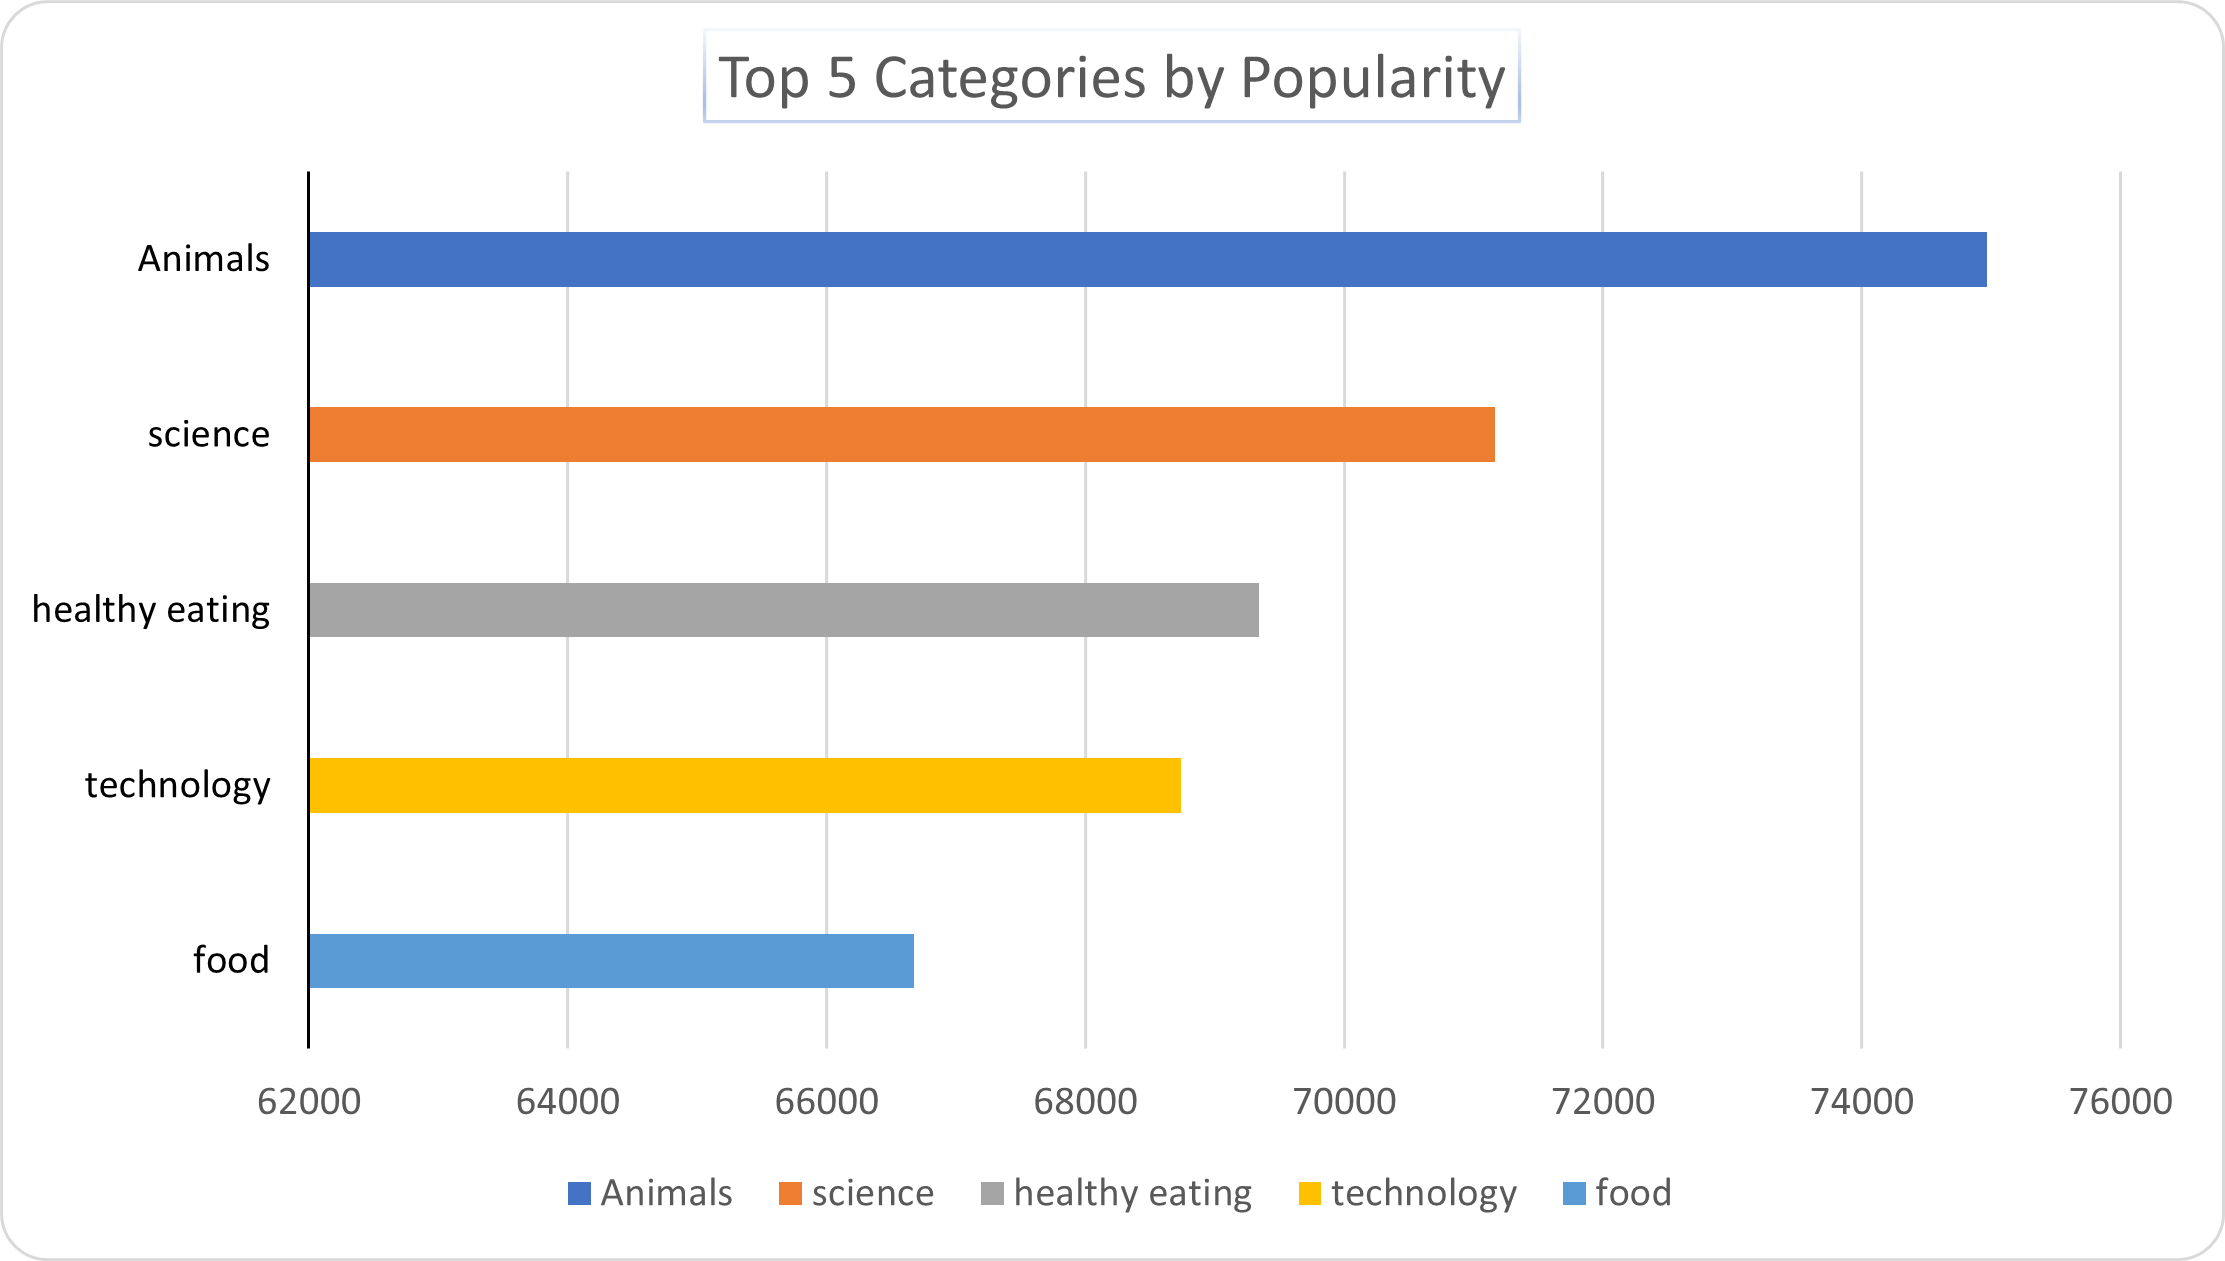 Top 5 Categories by Popularity
Animals
science
healthy eating
technology
food
62000 64000 66000 68000 70000 72000 74000 76000
Animals science healthy eating technology food